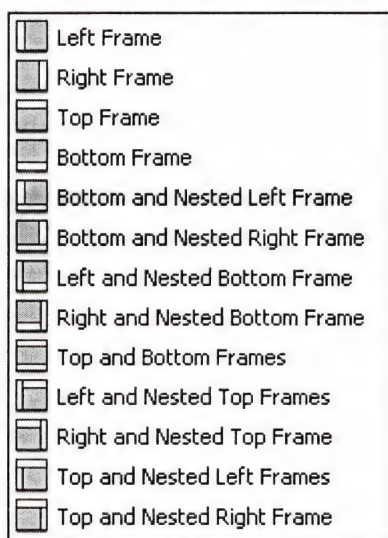 Left Frame
Right Frame
Top Frame
Bottom Frame
Bottom and Nested Left Frame
Bottom and Nested Right Frame
Left and Nested Bottom Frame
Right and Nested Bottom Frame
Top and Bottom Frames
Left and Nested Top Frames
Right and Nested Top Frame
Top and Nested Left Frames
Top and Nested Right Frame